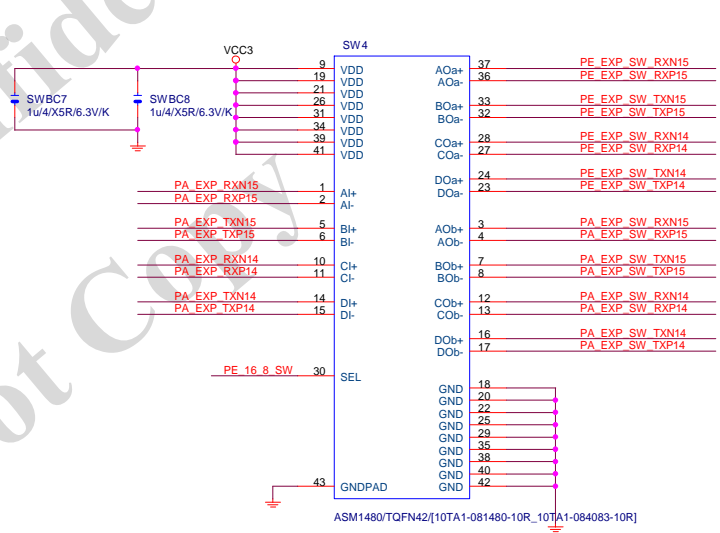 VCC3
SW4
SWBC7
1u/4/X5R/6.3V/K
SWBC8
1u/4/X5R/6.3V/K
9 VDD
19 VDD
21 VDD
26 VDD
31 VDD
34 VDD
39 VDD
41 VDD
PA_EXP_RXN15 1 AI+
PA_EXP_RXP15 2 AI-
PA_EXP_TXN15 5 BI+
PA_EXP_TXP15 6 BI-
PA_EXP_RXN14 10 CI+
PA_EXP_RXP14 11 CI-
PA_EXP_TXN14 14 DI+
PA_EXP_TXP14 15 DI-
PE_16_8_SW 30 SEL
43 GNDPAD
AOa+ 37 PE_EXP_SW_RXN15
AOa- 36 PE_EXP_SW_RXP15
BOa+ 33 PE_EXP_SW_TXN15
BOa- 32 PE_EXP_SW_TXP15
COa+ 28 PE_EXP_SW_RXN14
COa- 27 PE_EXP_SW_RXP14
DOa+ 24 PE_EXP_SW_TXN14
DOa- 23 PE_EXP_SW_TXP14
AOb+ 3 PA_EXP_SW_RXN15
AOb- 4 PA_EXP_SW_RXP15
BOb+ 7 PA_EXP_SW_TXN15
BOb- 8 PA_EXP_SW_TXP15
COb+ 12 PA_EXP_SW_RXN14
COb- 13 PA_EXP_SW_RXP14
DOb+ 16 PA_EXP_SW_TXN14
DOb- 17 PA_EXP_SW_TXP14
GND 18
GND 20
GND 22
GND 25
GND 29
GND 35
GND 38
GND 40
GND 42
ASM1480/TQFN42/[10TA1-081480-10R_10TA1-084083-10R]
ot Copy